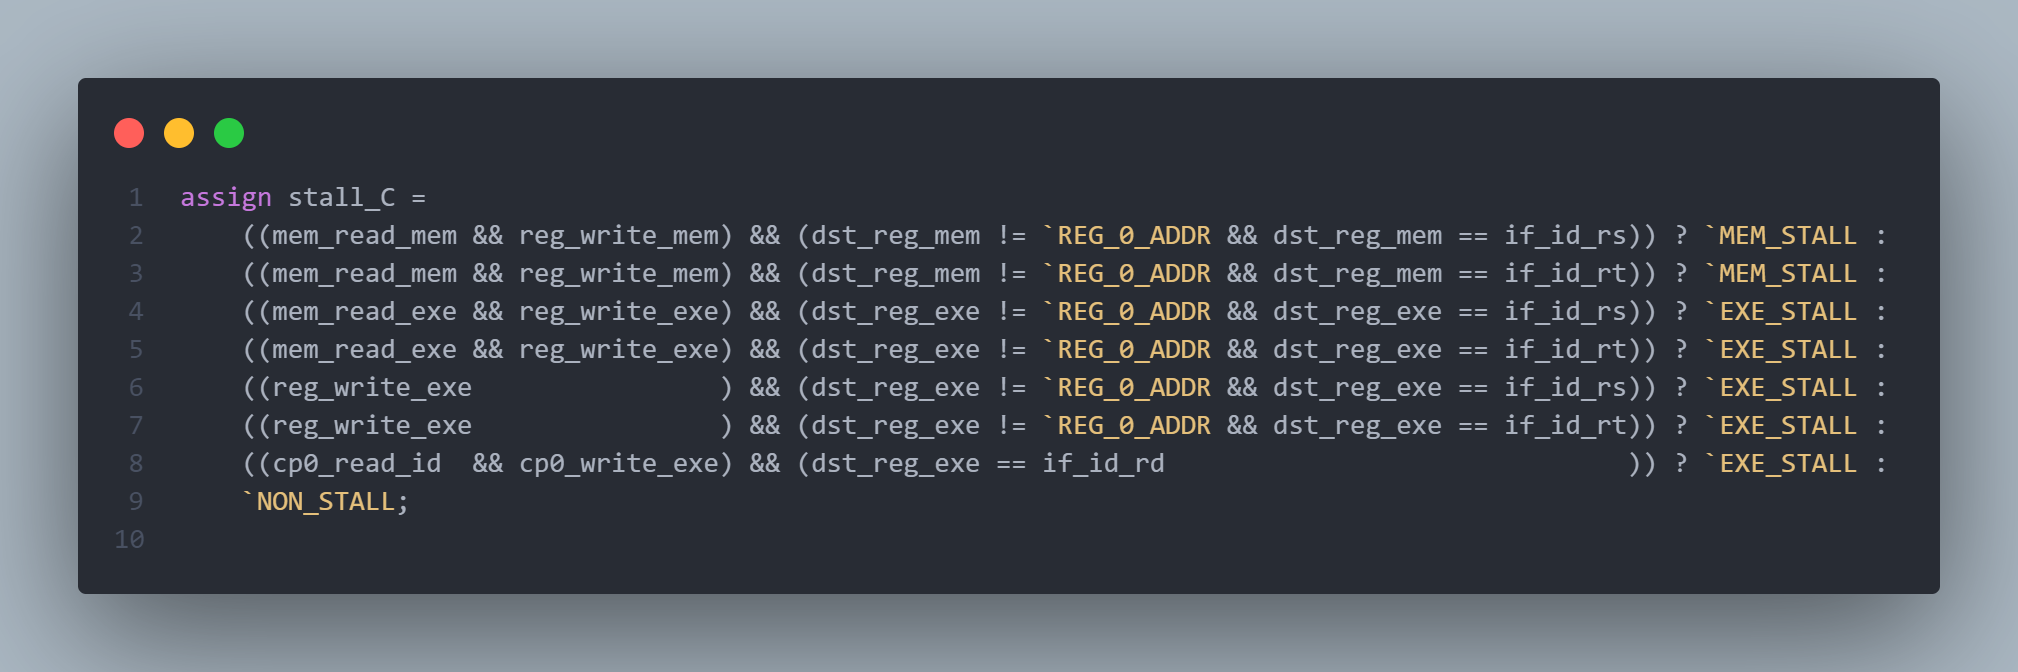 1 assign stall_C =
2     ((mem_read_mem && reg_write_mem) && (dst_reg_mem != `REG_0_ADDR && dst_reg_mem == if_id_rs)) ? `MEM_STALL :
3     ((mem_read_mem && reg_write_mem) && (dst_reg_mem != `REG_0_ADDR && dst_reg_mem == if_id_rt)) ? `MEM_STALL :
4     ((mem_read_exe && reg_write_exe) && (dst_reg_exe != `REG_0_ADDR && dst_reg_exe == if_id_rs)) ? `EXE_STALL :
5     ((mem_read_exe && reg_write_exe) && (dst_reg_exe != `REG_0_ADDR && dst_reg_exe == if_id_rt)) ? `EXE_STALL :
6     ((reg_write_exe                ) && (dst_reg_exe != `REG_0_ADDR && dst_reg_exe == if_id_rs)) ? `EXE_STALL :
7     ((reg_write_exe                ) && (dst_reg_exe != `REG_0_ADDR && dst_reg_exe == if_id_rt)) ? `EXE_STALL :
8     ((cp0_read_id  && cp0_write_exe) && (dst_reg_exe == if_id_rd                              )) ? `EXE_STALL :
9     `NON_STALL;
10